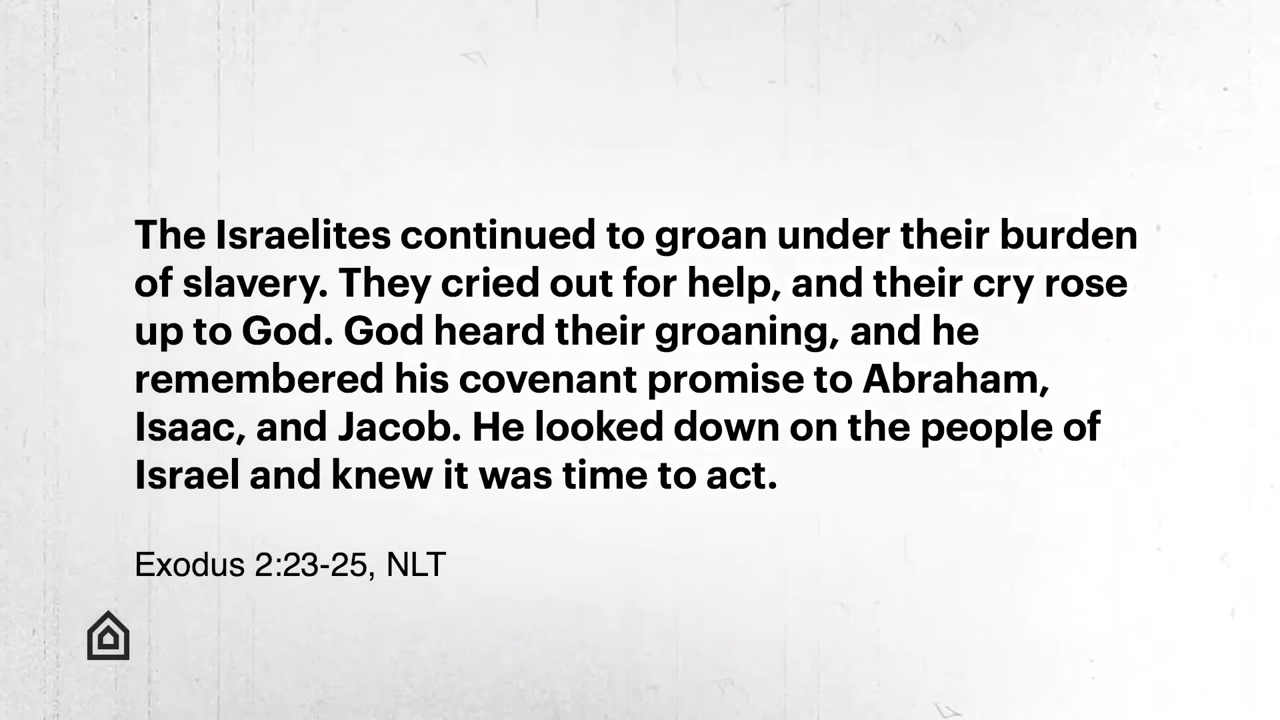 The Israelites continued to groan under their burden
of slavery. They cried out for help, and their cry rose
up to God. God heard their groaning, and he
remembered his covenant promise to Abraham,
Isaac, and Jacob. He looked down on the people of
Israel and knew it was time to act.
Exodus 2:23-25, NLT